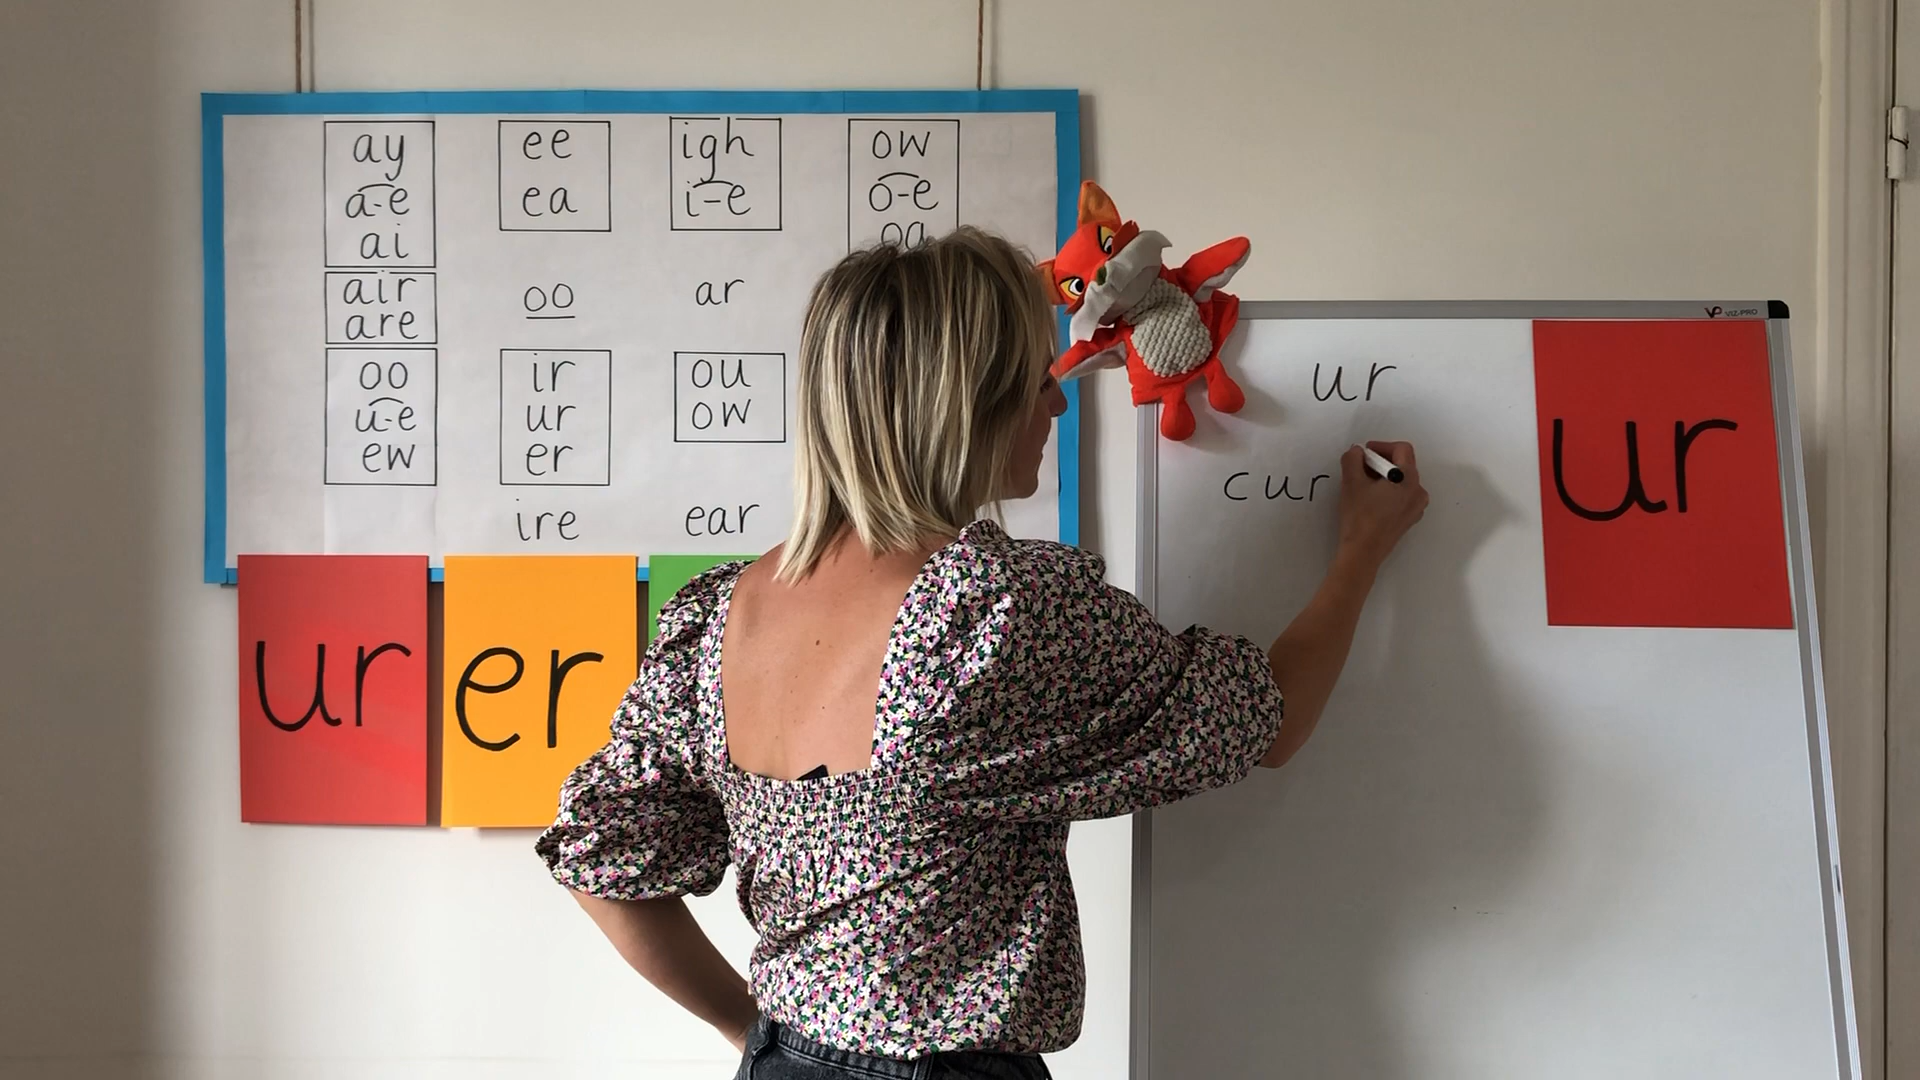 ay
a-e
ai
air
are
oo
u-e
ew
ee
ea
oo
ir
ur
er
ire
igh
i-e
ar
ou
ow
ear
ow
o-e
oa
ur
er
VIZ-PRO
ur
cur
ur